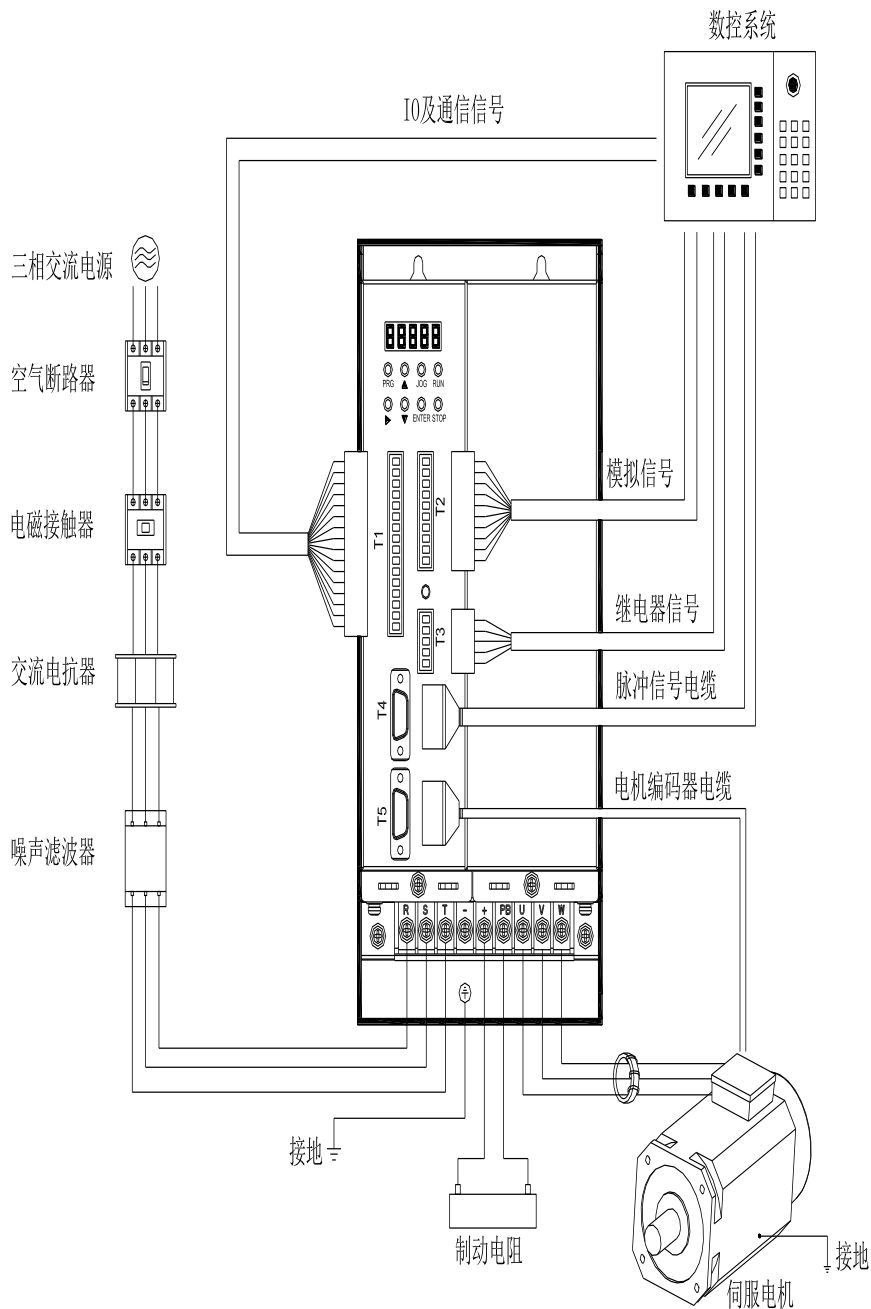 数控系统
IO及通信信号
三相交流电源
空气断路器
PRG JOG RUN
ENTER STOP
模拟信号
电磁接触器
T1
T2
继电器信号
T3
交流电抗器
脉冲信号电缆
T4
电机编码器电缆
T5
噪声滤波器
R S T - + PB U V W
接地
制动电阻
接地
伺服电机